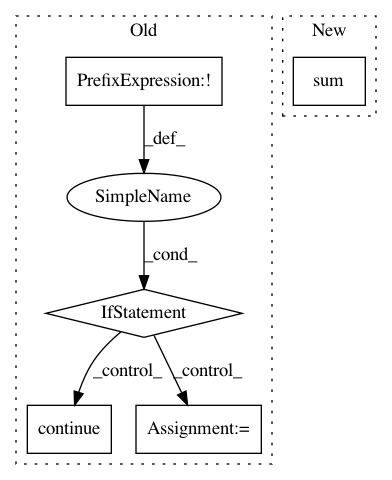 Old
New
PrefixExpression:!
sum
_def_
SimpleName
_cond_
IfStatement
_control_
_control_
continue
Assignment:=